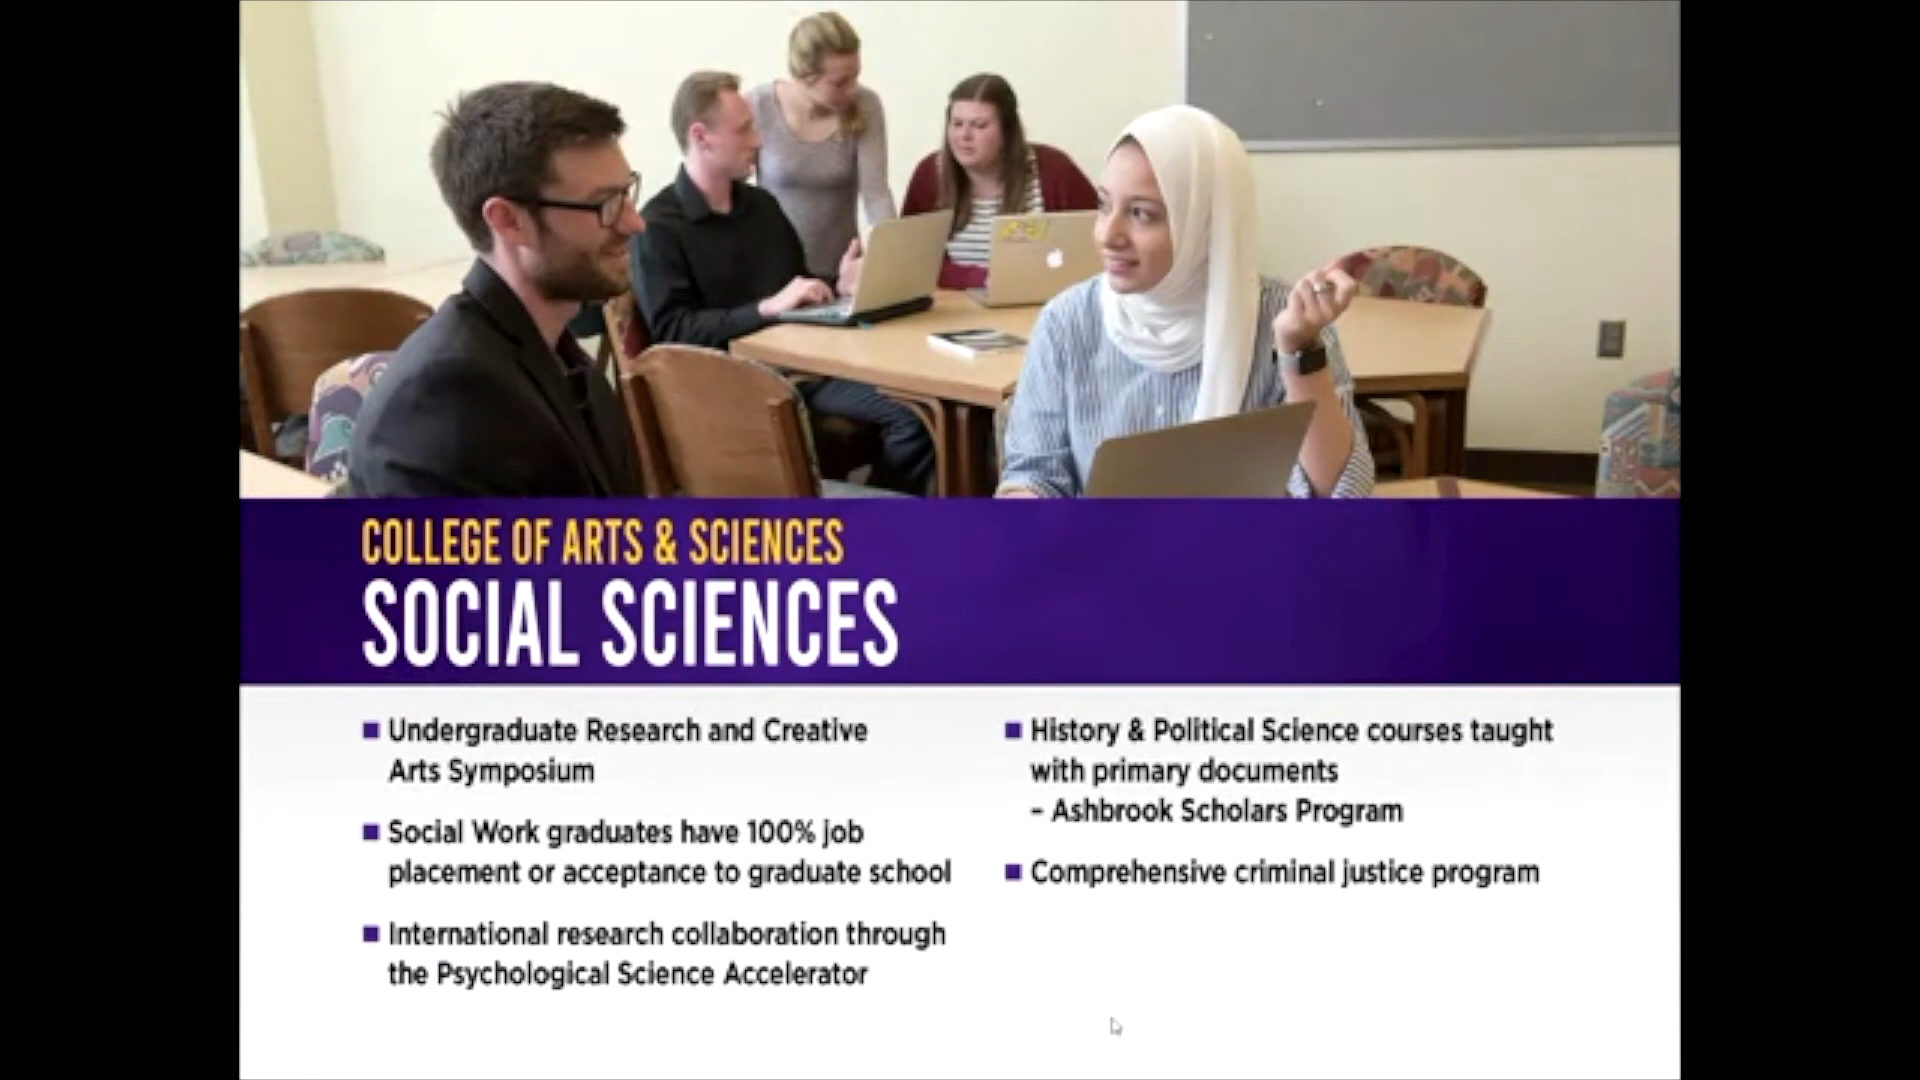 COLLEGE OF ARTS & SCIENCES
SOCIAL SCIENCES
Undergraduate Research and Creative
Arts Symposium
Social Work graduates have 100% job
placement or acceptance to graduate school
International research collaboration through
the Psychological Science Accelerator
History & Political Science courses taught
with primary documents
– Ashbrook Scholars Program
Comprehensive criminal justice program